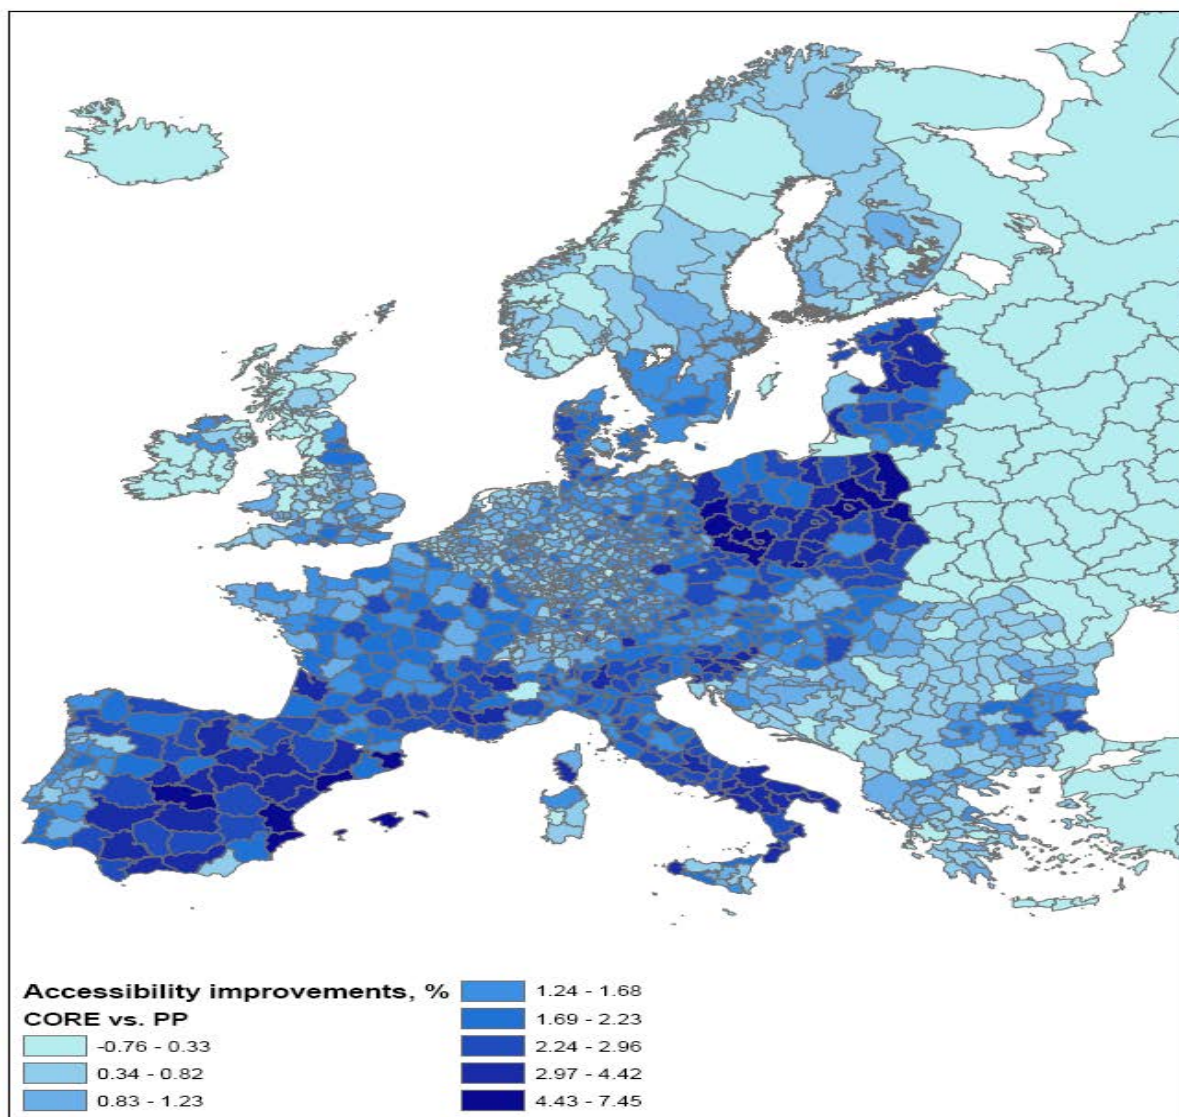 Accessibility improvements, %
CORE vs. PP
-0.76 - 0.33
0.34 - 0.82
0.83 - 1.23
1.24 - 1.68
1.69 - 2.23
2.24 - 2.96
2.97 - 4.42
4.43 - 7.45